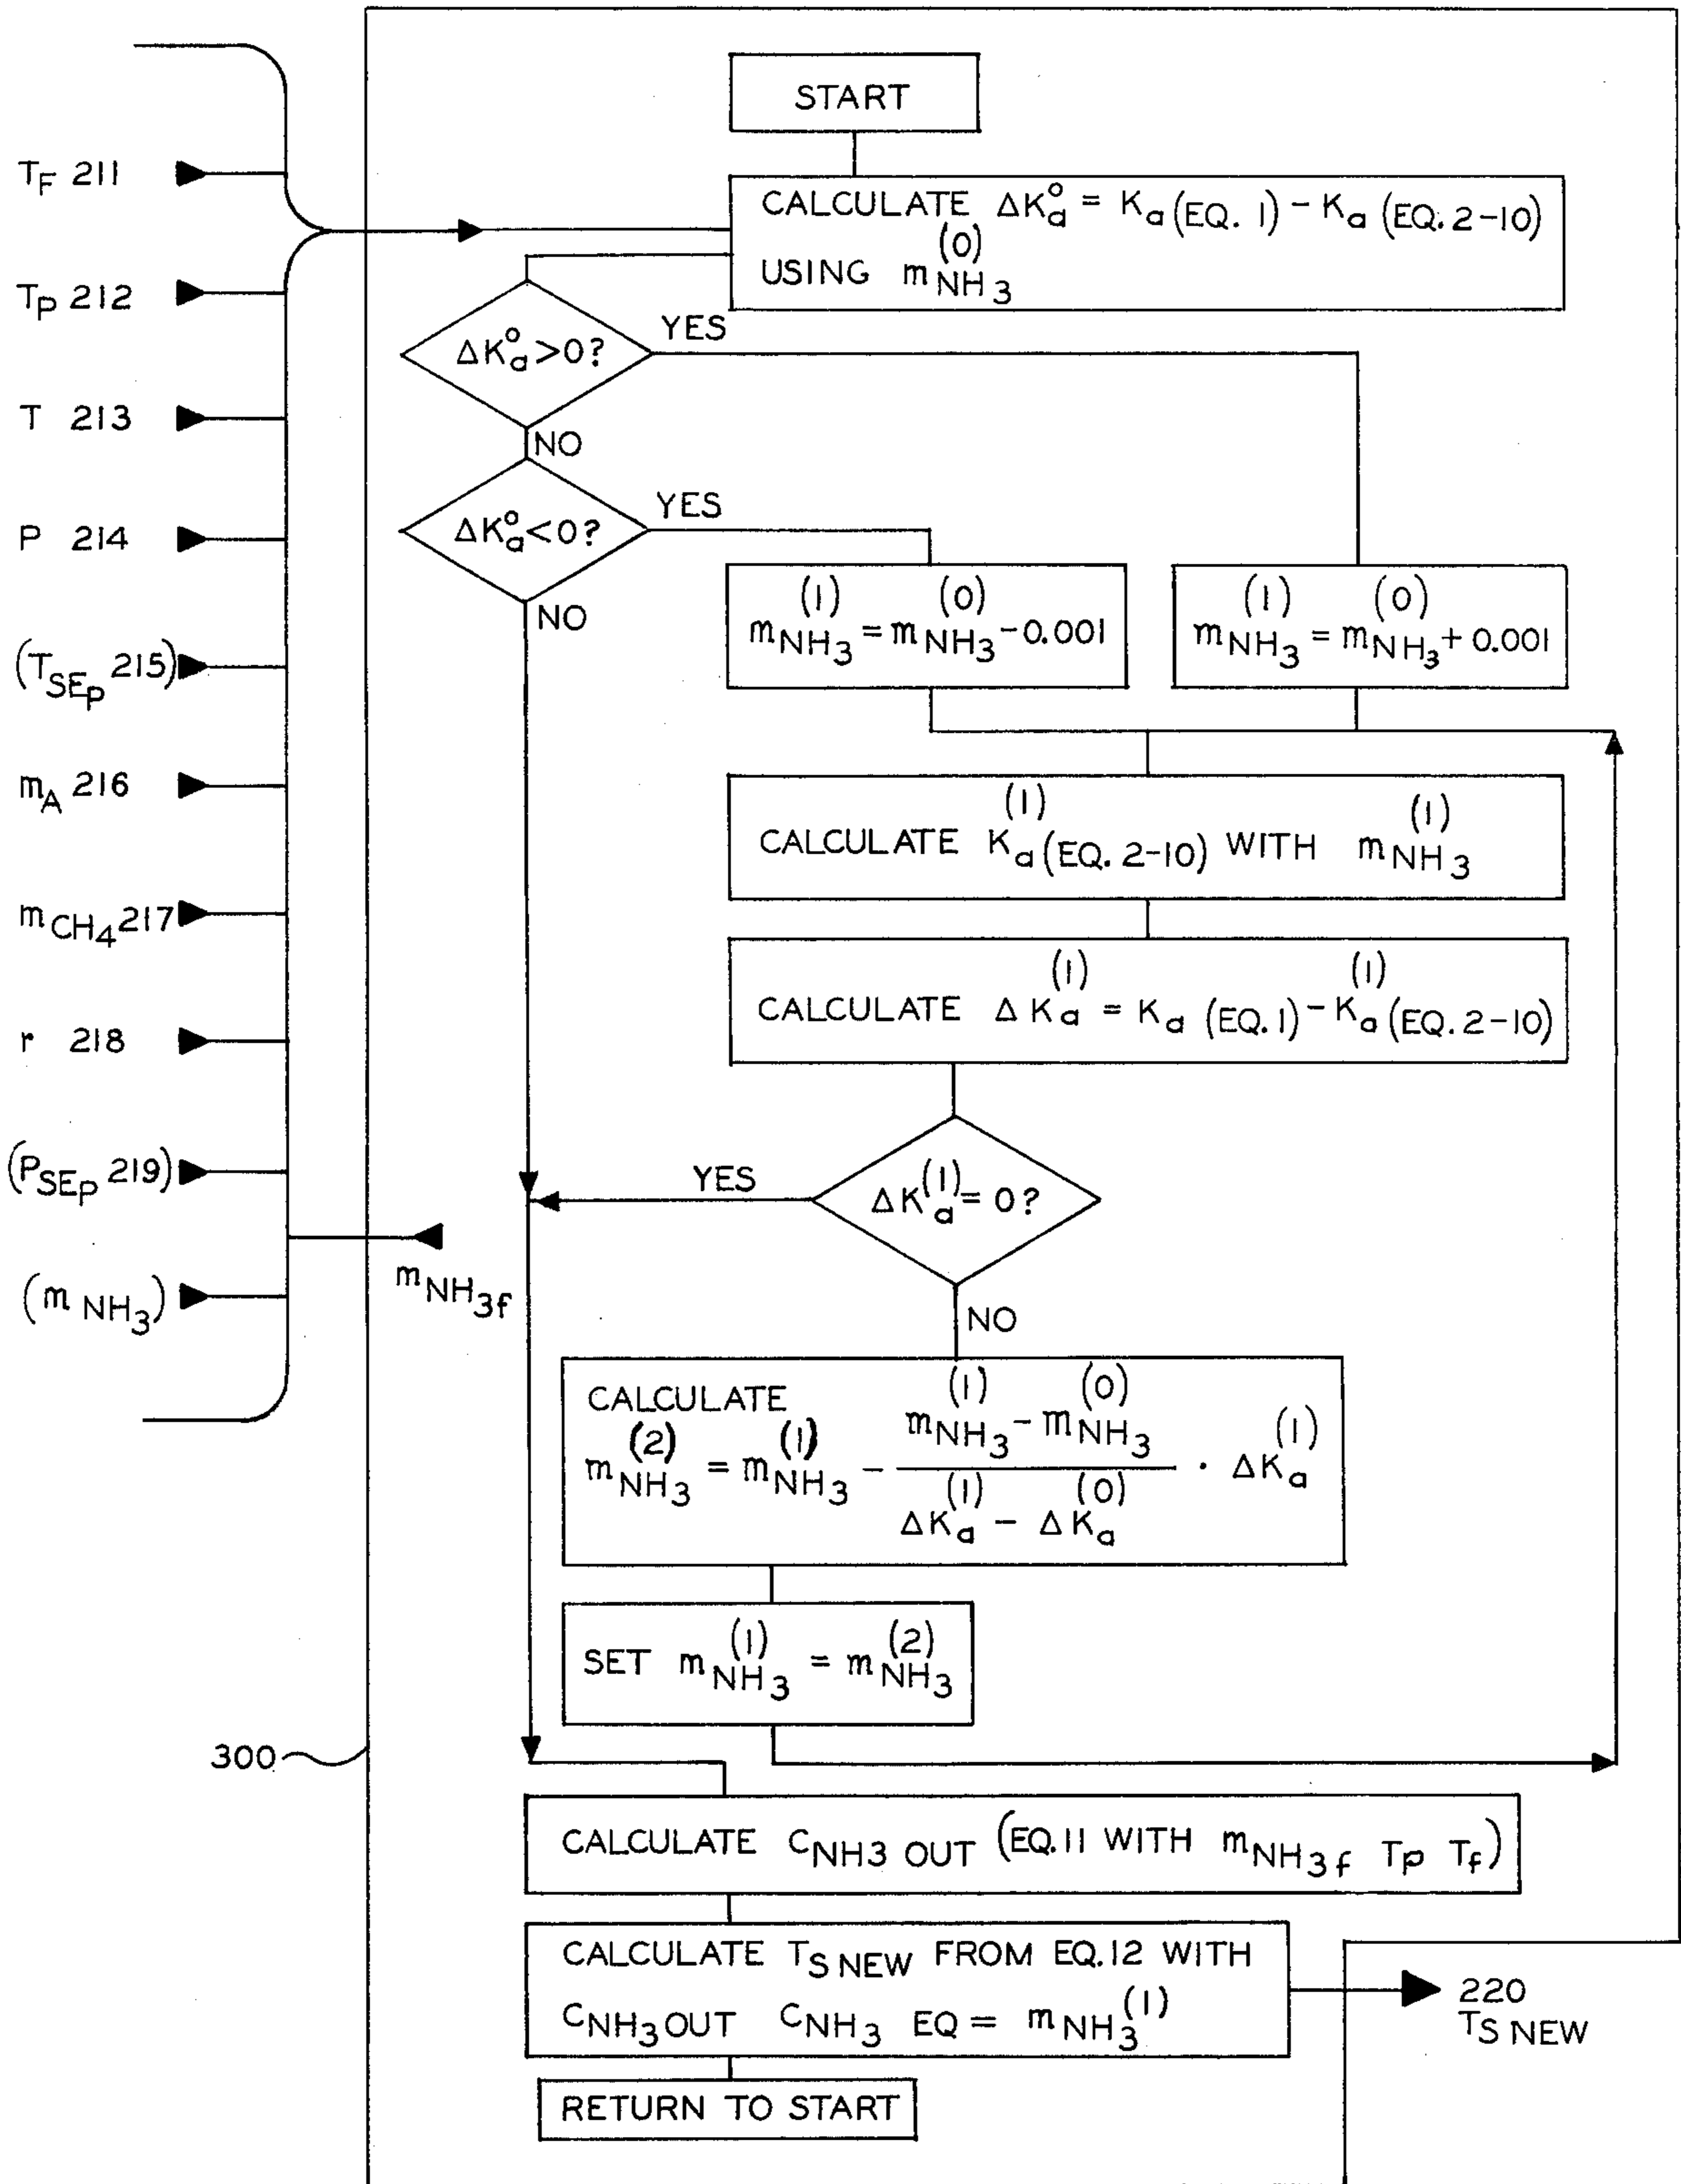 START
CALCULATE ΔK°a = Ka (EQ. 1) − Ka (EQ. 2-10)
USING m(0)NH3
TF 211
TP 212
T 213
P 214
(TSEP 215)
mA 216
mCH4 217
r 218
(PSEP 219)
(mNH3)
mNH3f
300
ΔK°a>0?
YES
NO
ΔK°a<0?
YES
NO
m(1)NH3 = m(0)NH3 − 0.001
m(1)NH3 = m(0)NH3 + 0.001
CALCULATE K(1)a (EQ. 2-10) WITH m(1)NH3
CALCULATE ΔK(1)a = Ka (EQ. 1) − K(1)a (EQ. 2-10)
ΔK(1)a = 0?
YES
NO
CALCULATE
m(2)NH3 = m(1)NH3 − (m(1)NH3 − m(0)NH3) / (ΔK(1)a − ΔK(0)a) · ΔK(1)a
SET m(1)NH3 = m(2)NH3
CALCULATE CNH3 OUT (EQ. 11 WITH mNH3f Tp Tf)
CALCULATE TS NEW FROM EQ. 12 WITH
CNH3 OUT CNH3 EQ = mNH3(1)
220
TS NEW
RETURN TO START